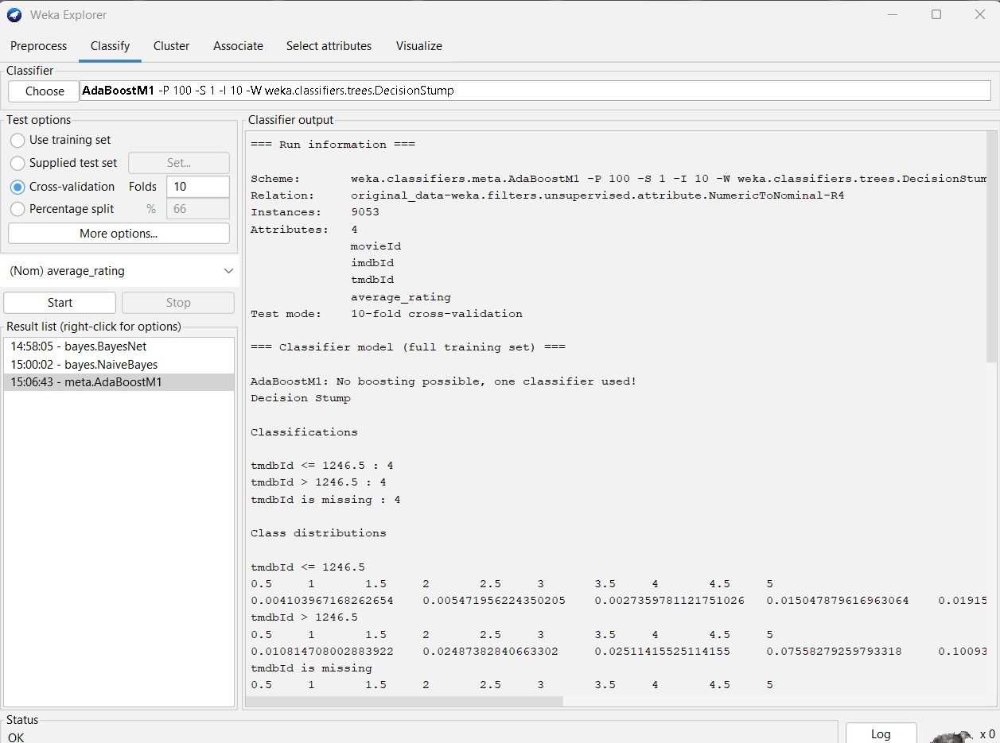 Weka Explorer
Preprocess Classify Cluster Associate Select attributes Visualize
Classifier
Choose AdaBoostM1 -P 100 -S 1 -I 10 -W weka.classifiers.trees.DecisionStump
Test options
Use training set
Supplied test set Set...
Cross-validation Folds 10
Percentage split % 66
More options...
(Nom) average_rating
Start Stop
Result list (right-click for options)
14:58:05 - bayes.BayesNet
15:00:02 - bayes.NaiveBayes
15:06:43 - meta.AdaBoostM1
Classifier output
=== Run information ===
Scheme: weka.classifiers.meta.AdaBoostM1 -P 100 -S 1 -I 10 -W weka.classifiers.trees.DecisionStum
Relation: original_data-weka.filters.unsupervised.attribute.NumericToNominal-R4
Instances: 9053
Attributes: 4
movieId
imdbId
tmdbId
average_rating
Test mode: 10-fold cross-validation
=== Classifier model (full training set) ===
AdaBoostM1: No boosting possible, one classifier used!
Decision Stump
Classifications
tmdbId <= 1246.5 : 4
tmdbId > 1246.5 : 4
tmdbId is missing : 4
Class distributions
tmdbId <= 1246.5
0.5 1 1.5 2 2.5 3 3.5 4 4.5 5
0.004103967168262654 0.005471956224350205 0.0027359781121751026 0.015047879616963064 0.01915
tmdbId > 1246.5
0.5 1 1.5 2 2.5 3 3.5 4 4.5 5
0.010814708002883922 0.02487382840663302 0.02511415525114155 0.07558279259793318 0.10093
tmdbId is missing
0.5 1 1.5 2 2.5 3 3.5 4 4.5 5
Status
OK
Log
x 0